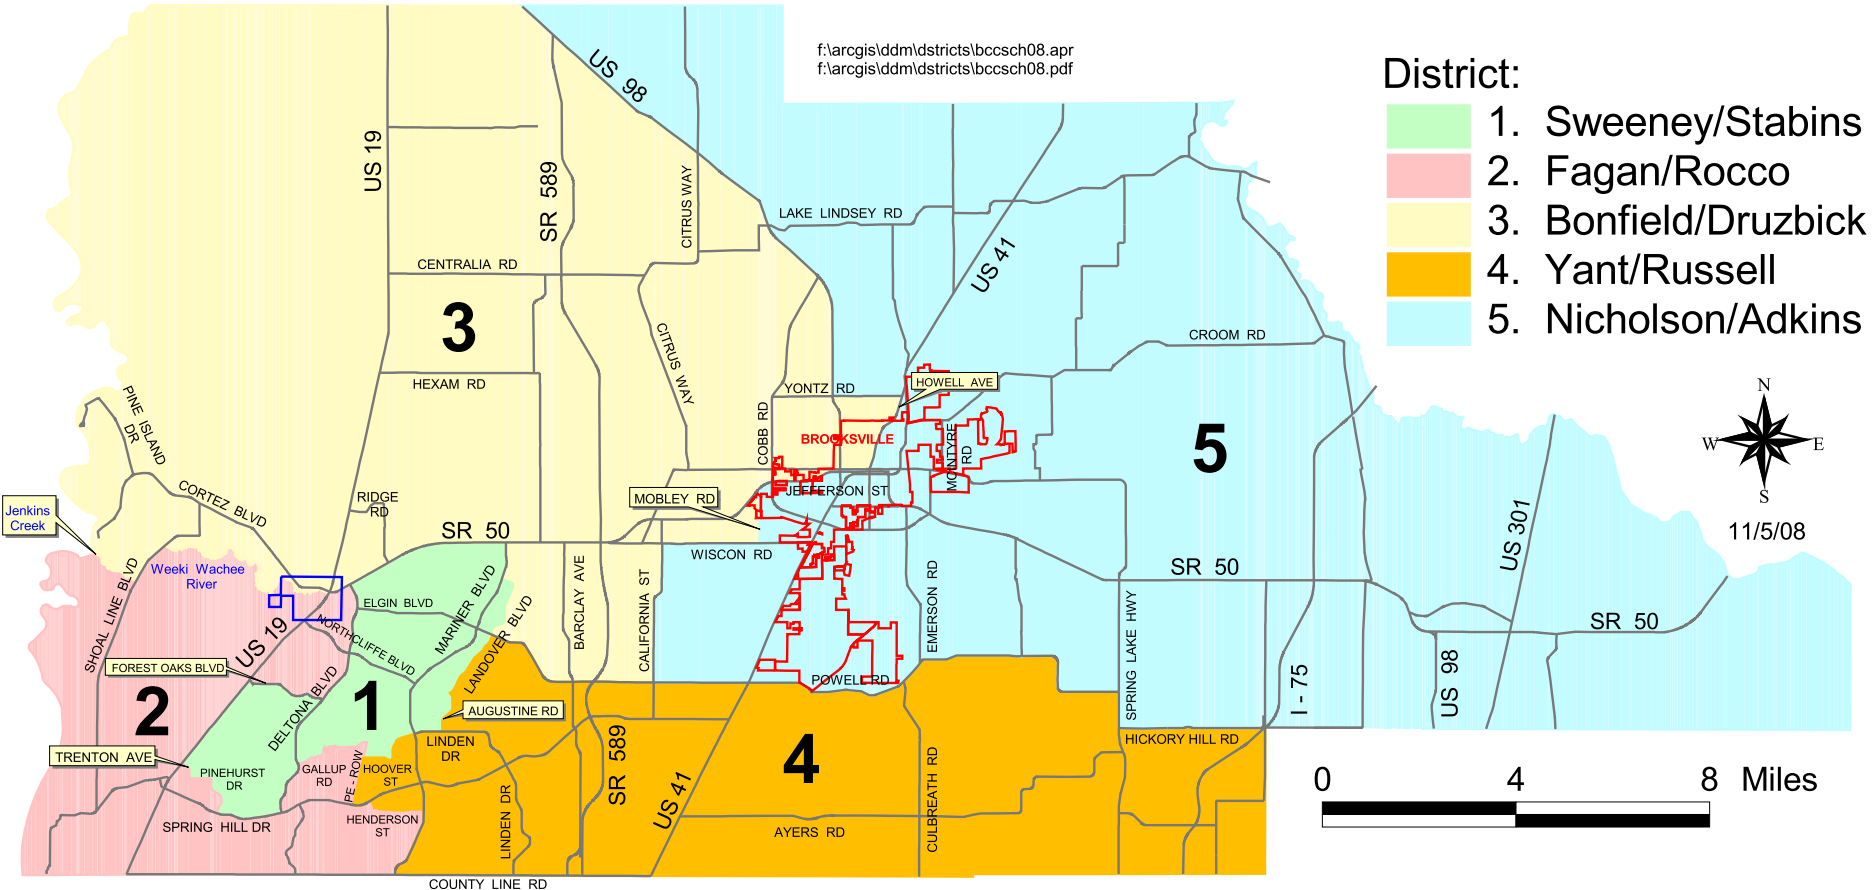 f:\arcgis\ddm\dstricts\bccsch08.apr
f:\arcgis\ddm\dstricts\bccsch08.pdf
District:
1. Sweeney/Stabins
2. Fagan/Rocco
3. Bonfield/Druzbick
4. Yant/Russell
5. Nicholson/Adkins
N
W
E
S
11/5/08
0 4 8 Miles
US 98
US 19
SR 589
CITRUS WAY
LAKE LINDSEY RD
US 41
CENTRALIA RD
3
CITRUS WAY
CROOM RD
HEXAM RD
YONTZ RD
HOWELL AVE
PINE ISLAND
DR
COBB RD
BROOKSVILLE
MCINTYRE
RD
5
CORTEZ BLVD
RIDGE
RD
MOBLEY RD
JEFFERSON ST
Jenkins
Creek
SR 50
WISCON RD
US 301
SR 50
Weeki Wachee
River
SHOAL LINE BLVD
ELGIN BLVD
MARINER BLVD
LANDOVER BLVD
BARCLAY AVE
CALIFORNIA ST
EMERSON RD
SPRING LAKE HWY
SR 50
US 19
NORTHCLIFFE BLVD
FOREST OAKS BLVD
POWELL RD
I - 75
US 98
2
1
DELTONA BLVD
AUGUSTINE RD
TRENTON AVE
LINDEN
DR
SR 589
4
HICKORY HILL RD
PINEHURST
DR
GALLUP
RD
PE - ROW
HOOVER
ST
US 41
CULBREATH RD
SPRING HILL DR
HENDERSON
ST
LINDEN DR
AYERS RD
COUNTY LINE RD